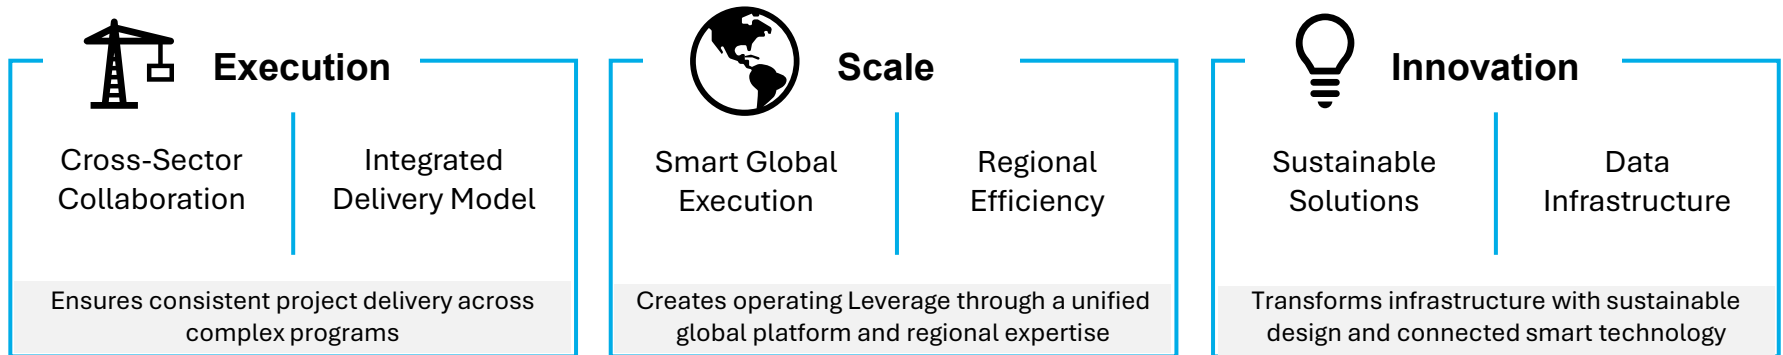 Execution
Cross-Sector
Collaboration
Integrated
Delivery Model
Ensures consistent project delivery across
complex programs
Scale
Smart Global
Execution
Regional
Efficiency
Creates operating Leverage through a unified
global platform and regional expertise
Innovation
Sustainable
Solutions
Data
Infrastructure
Transforms infrastructure with sustainable
design and connected smart technology